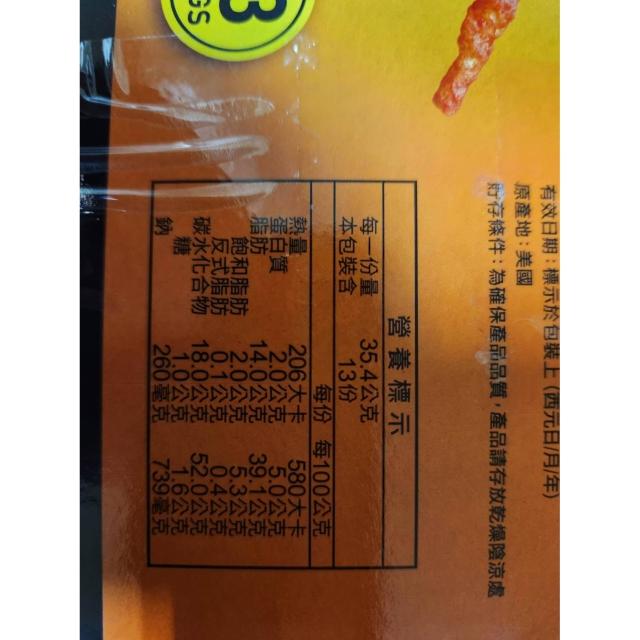 3
GS
有效日期：標示於包裝上 (西元日/月/年)
原產地：美國
貯存條件：為確保產品品質，產品請存放乾燥陰涼處
營養標示
每一份量 35.4公克
本包裝含 13份
每份 每100公克
熱量 206大卡 580大卡
蛋白質 2.0公克 5.0公克
脂肪 14.0公克 39.1公克
飽和脂肪 2.0公克 5.3公克
反式脂肪 0.1公克 0.4公克
碳水化合物 18.0公克 52.0公克
糖 1.0公克 1.6公克
鈉 260毫克 739毫克